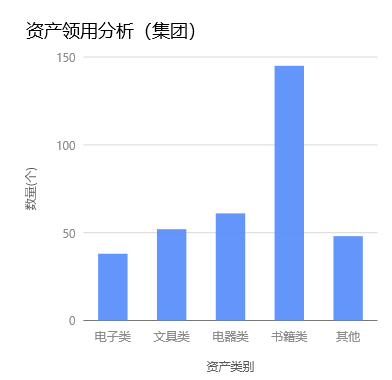 资产领用分析（集团）
150
100
50
0
数量(个)
电子类 文具类 电器类 书籍类 其他
资产类别